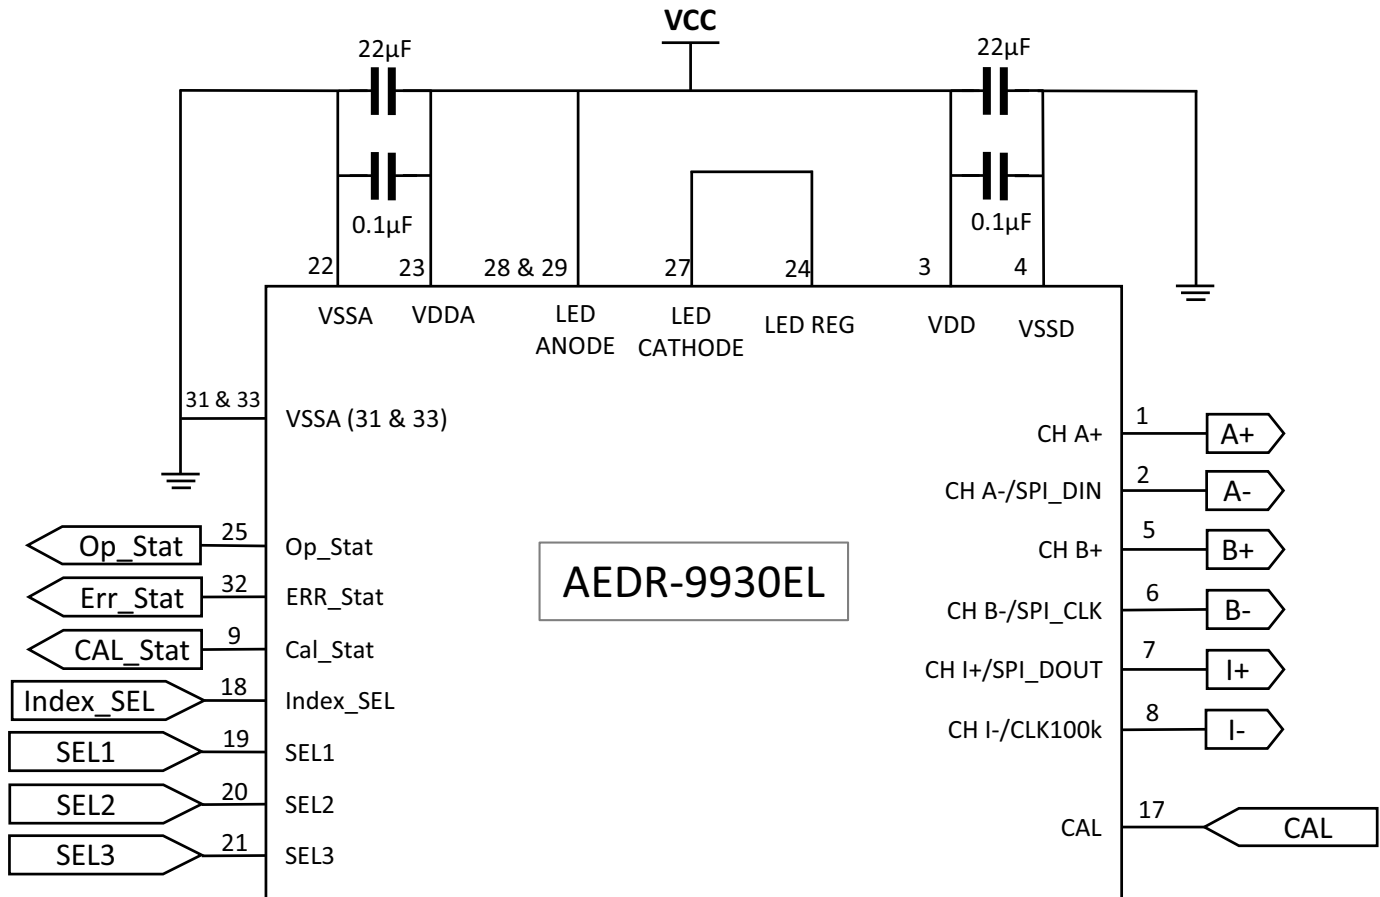 VCC
22µF
22µF
0.1µF
0.1µF
22
23
28 & 29
27
24
3
4
VSSA
VDDA
LED
ANODE
LED
CATHODE
LED REG
VDD
VSSD
31 & 33
VSSA (31 & 33)
AEDR-9930EL
Op_Stat
25
Op_Stat
Err_Stat
32
ERR_Stat
CAL_Stat
9
Cal_Stat
Index_SEL
18
Index_SEL
SEL1
19
SEL1
SEL2
20
SEL2
SEL3
21
SEL3
CH A+
1
A+
CH A-/SPI_DIN
2
A-
CH B+
5
B+
CH B-/SPI_CLK
6
B-
CH I+/SPI_DOUT
7
I+
CH I-/CLK100k
8
I-
CAL
17
CAL